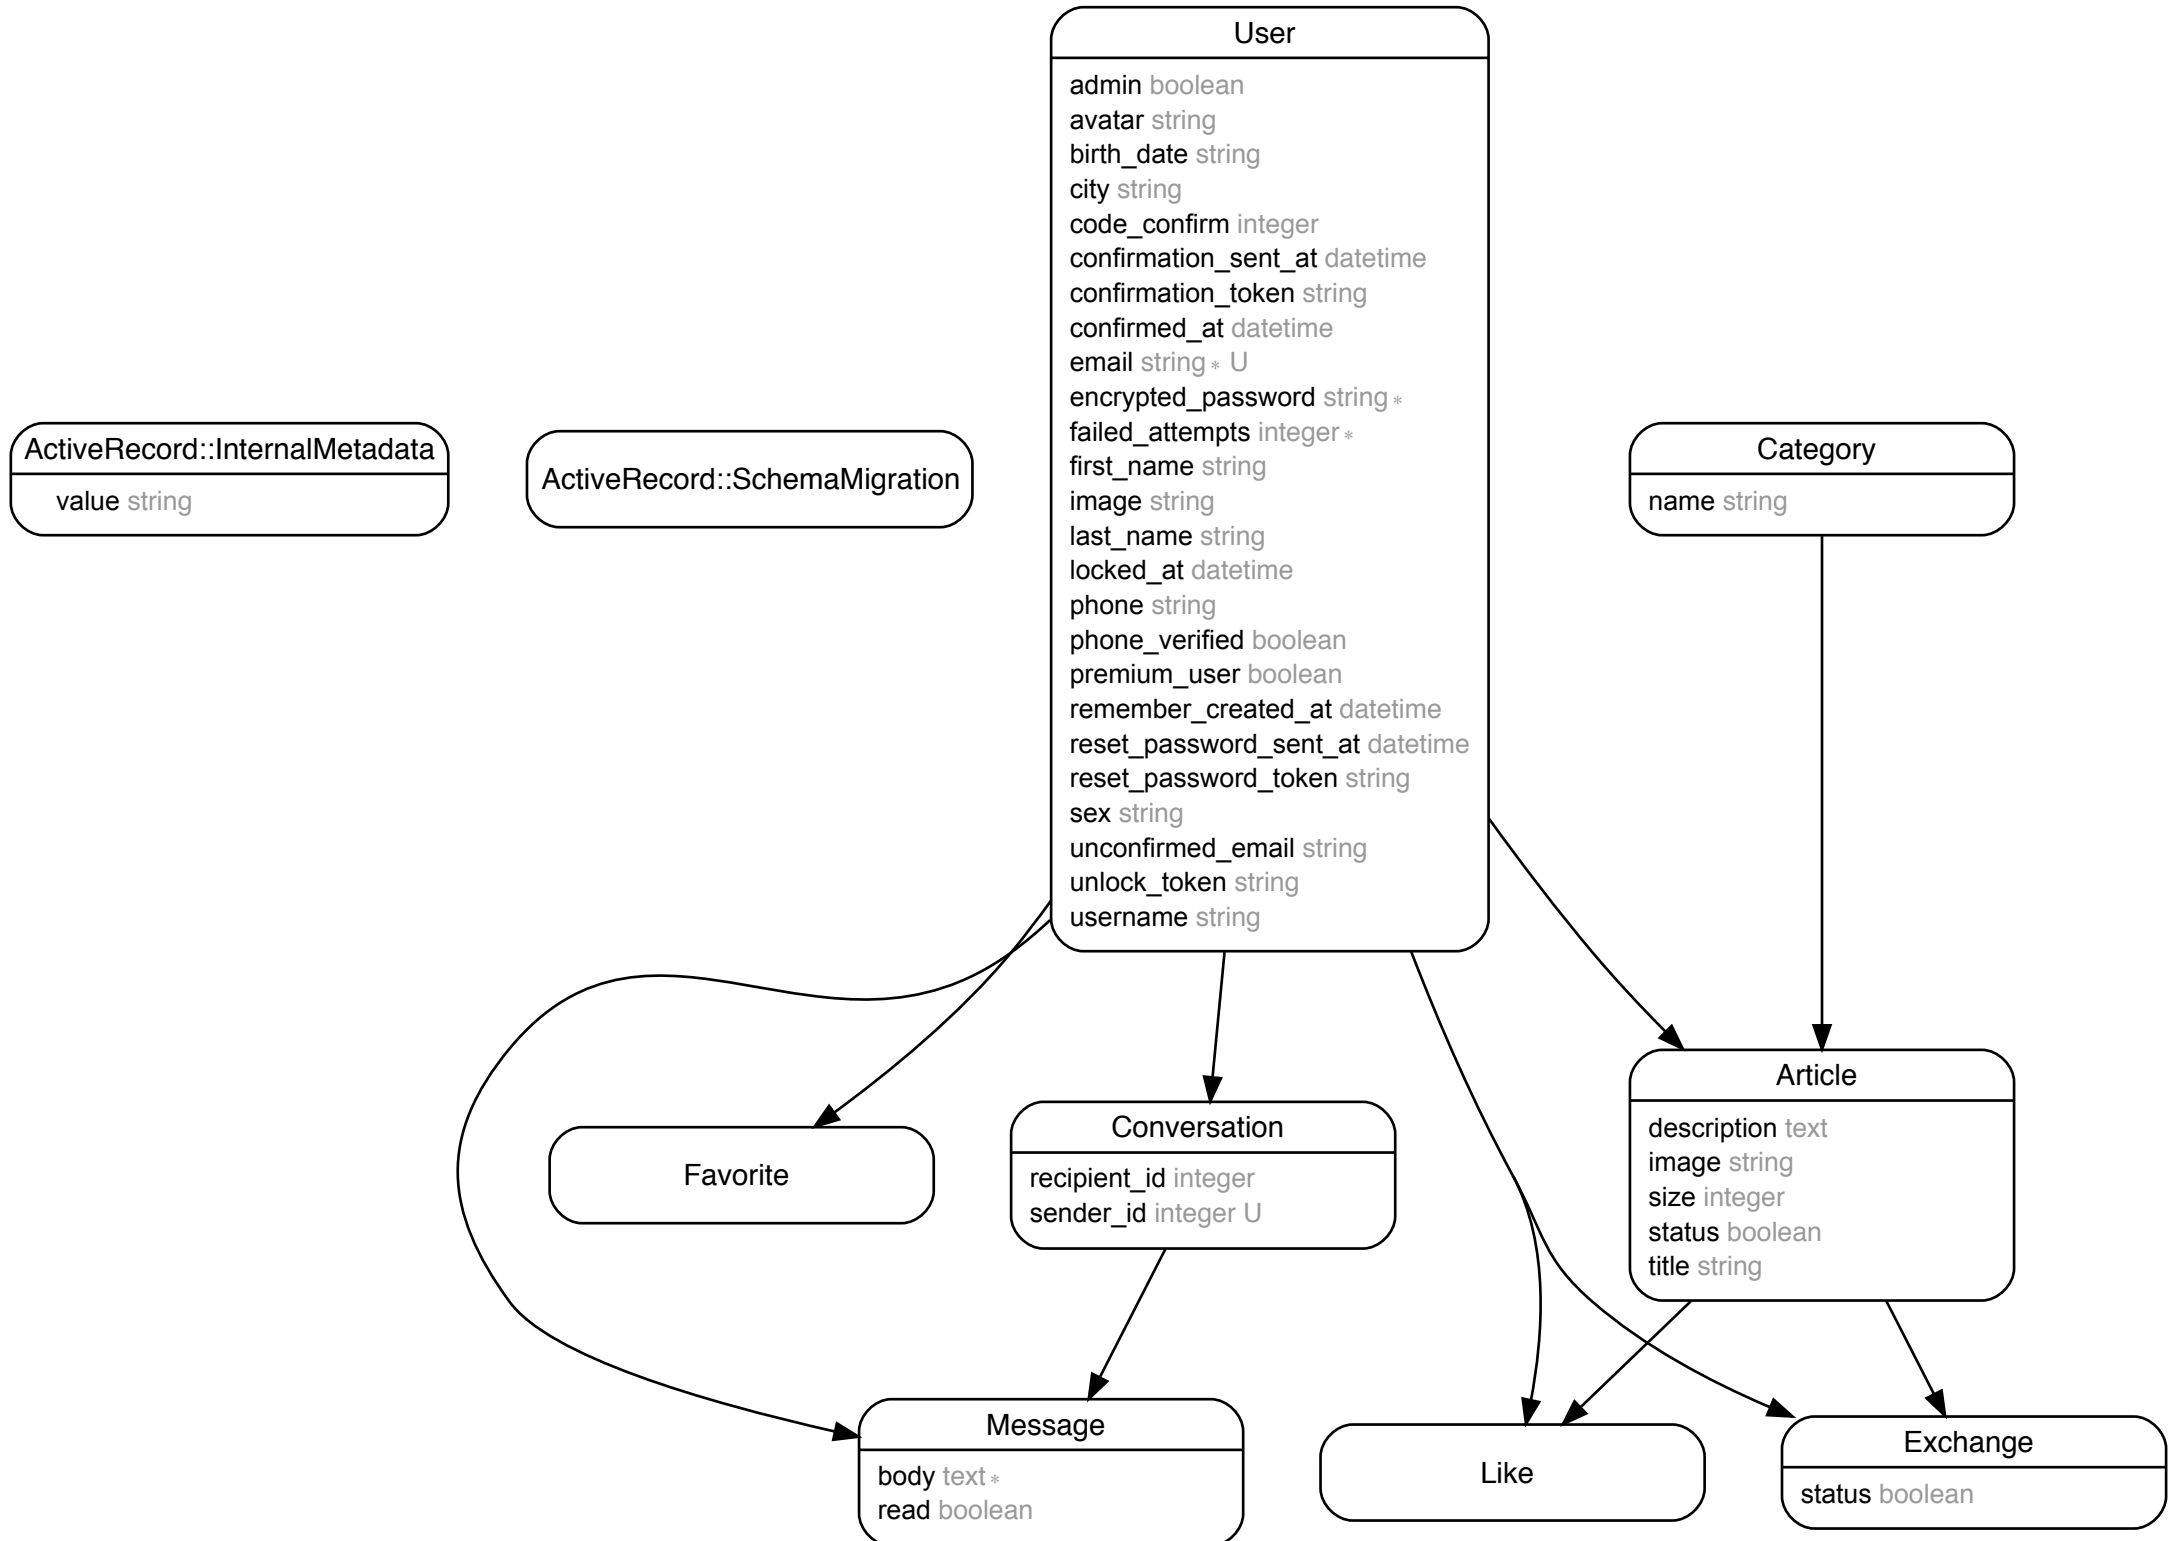 User
admin boolean
avatar string
birth_date string
city string
code_confirm integer
confirmation_sent_at datetime
confirmation_token string
confirmed_at datetime
email string∗ U
encrypted_password string∗
failed_attempts integer∗
first_name string
image string
last_name string
locked_at datetime
phone string
phone_verified boolean
premium_user boolean
remember_created_at datetime
reset_password_sent_at datetime
reset_password_token string
sex string
unconfirmed_email string
unlock_token string
username string
ActiveRecord::InternalMetadata
value string
ActiveRecord::SchemaMigration
Category
name string
Article
description text
image string
size integer
status boolean
title string
Favorite
Conversation
recipient_id integer
sender_id integer U
Message
body text∗
read boolean
Like
Exchange
status boolean